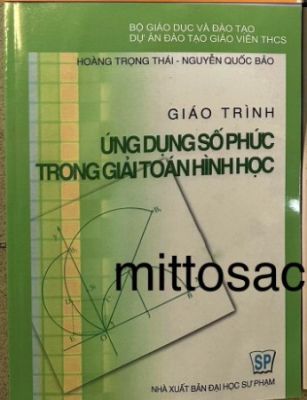 BỘ GIÁO DỤC VÀ ĐÀO TẠO
DỰ ÁN ĐÀO TẠO GIÁO VIÊN THCS
HOÀNG TRỌNG THÁI - NGUYỄN QUỐC BẢO
GIÁO TRÌNH
ỨNG DỤNG SỐ PHỨC
TRONG GIẢI TOÁN HÌNH HỌC
mittosac
SP
NHÀ XUẤT BẢN ĐẠI HỌC SƯ PHẠM